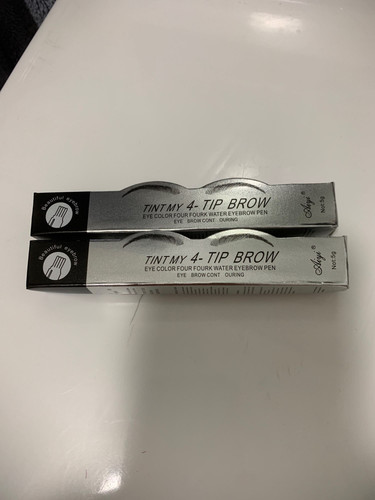 Beautiful eyebrow
TINT MY 4- TIP BROW
EYE COLOR FOUR FOURK WATER EYEBROW PEN
EYE BROW CONT DURING
Net:5g
Beautiful eyebrow
TINT MY 4- TIP BROW
EYE COLOR FOUR FOURK WATER EYEBROW PEN
EYE BROW CONT DURING
Net:5g